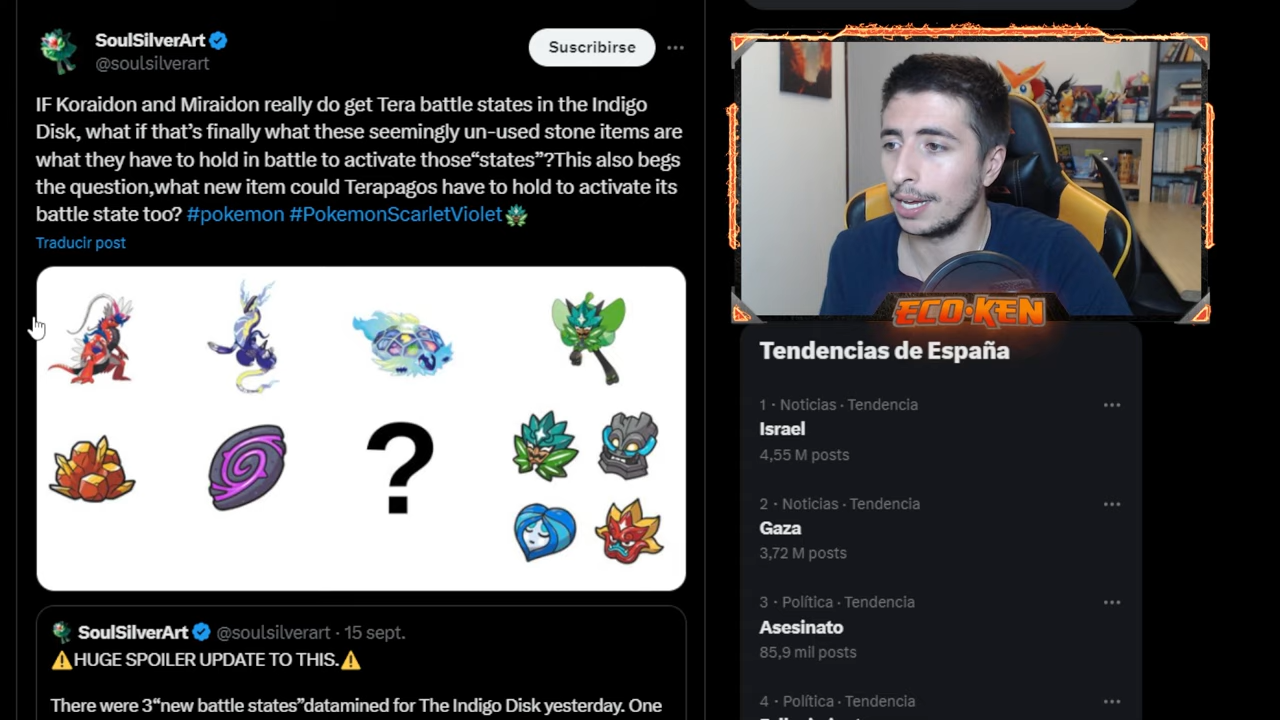 SoulSilverArt
@soulsilverart
Suscribirse
IF Koraidon and Miraidon really do get Tera battle states in the Indigo
Disk, what if that’s finally what these seemingly un-used stone items are
what they have to hold in battle to activate those“states”?This also begs
the question,what new item could Terapagos have to hold to activate its
battle state too? #pokemon #PokemonScarletViolet
Traducir post
?
SoulSilverArt @soulsilverart · 15 sept.
⚠️HUGE SPOILER UPDATE TO THIS.⚠️
There were 3“new battle states”datamined for The Indigo Disk yesterday. One
ECO·KEN
Tendencias de España
1 · Noticias · Tendencia
Israel
4,55 M posts
2 · Noticias · Tendencia
Gaza
3,72 M posts
3 · Política · Tendencia
Asesinato
85,9 mil posts
4 · Política · Tendencia